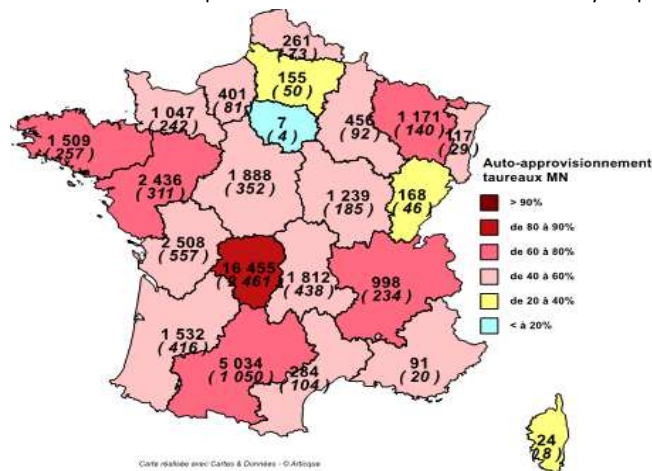 261
( 73 )
155
( 50 )
401
( 81 )
1 047
( 242 )
7
( 4 )
456
( 92 )
1 171
( 140 )
117
( 29 )
1 509
( 257 )
2 436
( 311 )
1 888
( 352 )
1 239
( 185 )
168
( 46 )
Auto-approvisionnement
taureaux MN
> 90%
de 80 à 90%
de 60 à 80%
de 40 à 60%
de 20 à 40%
< à 20%
2 508
( 557 )
16 455
1 812
( 438 )
998
( 234 )
1 532
( 416 )
5 034
( 1 050 )
284
( 104 )
91
( 20 )
24
( 8 )
Carte réalisée avec Cartes & Données - © Articque